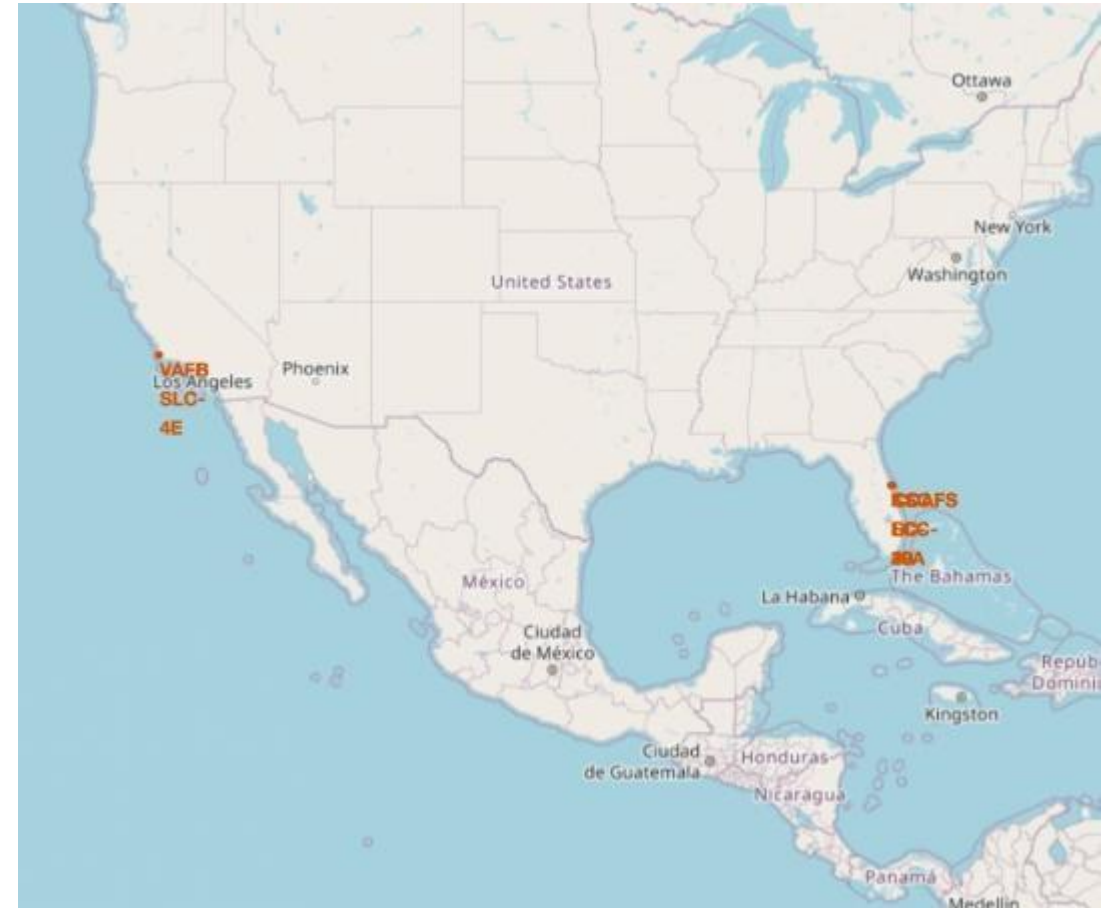 Ottawa
New York
Washington
United States
VAFB
Los Angeles
SLC-
4E
Phoenix
México
The Bahamas
La Habana
Cuba
Ciudad
de México
Kingston
Ciudad
de Guatemala
Honduras
Nicaragua
Panamá
Medellín